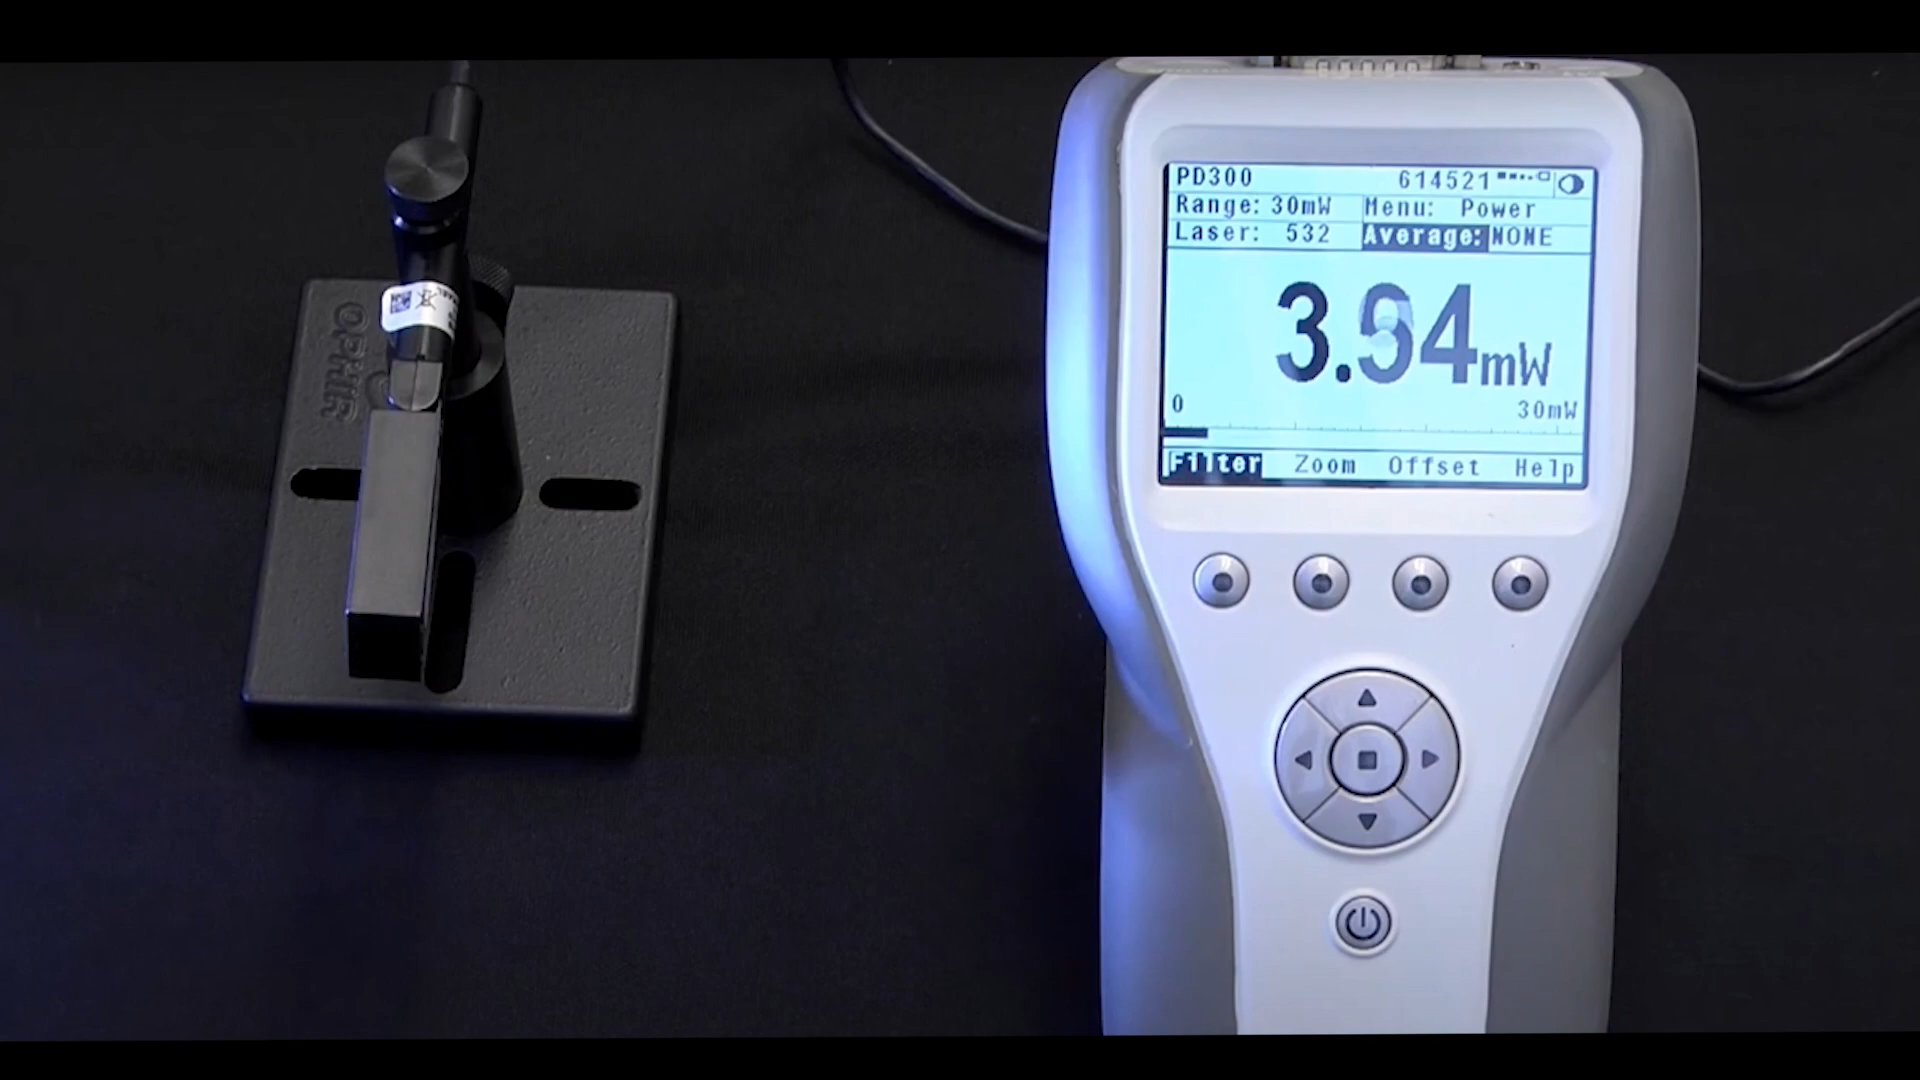 OPHIR
PD300 614521
Range: 30mW Menu: Power
Laser: 532 Average: NONE
3.94mW
0 30mW
Filter Zoom Offset Help